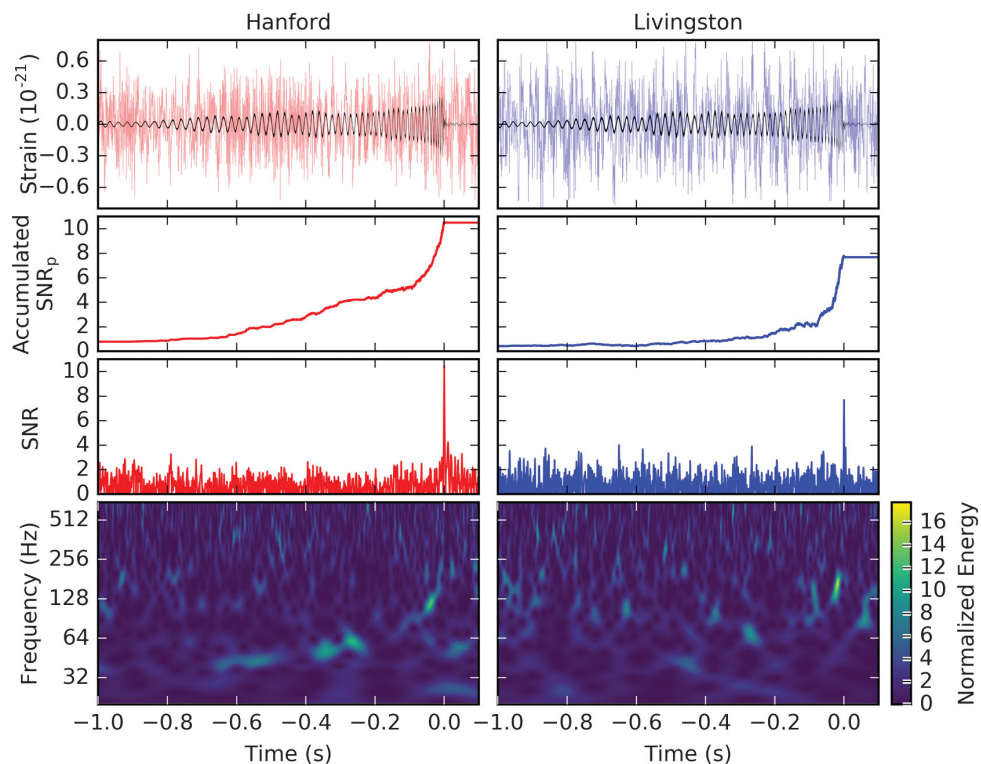 Hanford
Livingston
Strain (10⁻²¹)
0.6
0.3
0.0
−0.3
−0.6
Accumulated
SNRₚ
10
8
6
4
2
0
SNR
10
8
6
4
2
0
Frequency (Hz)
512
256
128
64
32
−1.0 −0.8 −0.6 −0.4 −0.2 0.0
−1.0 −0.8 −0.6 −0.4 −0.2 0.0
Time (s)
Time (s)
16
14
12
10
8
6
4
2
0
Normalized Energy